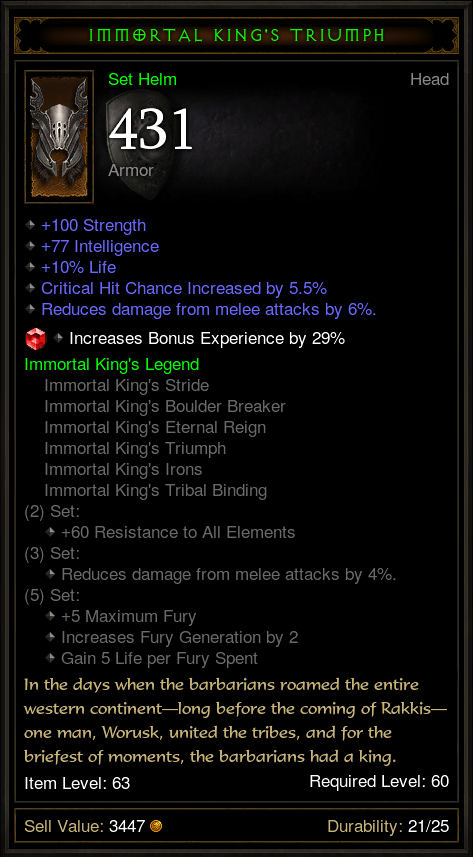 IMMORTAL KING'S TRIUMPH
Set Helm
Head
431
Armor
+100 Strength
+77 Intelligence
+10% Life
Critical Hit Chance Increased by 5.5%
Reduces damage from melee attacks by 6%.
Increases Bonus Experience by 29%
Immortal King's Legend
Immortal King's Stride
Immortal King's Boulder Breaker
Immortal King's Eternal Reign
Immortal King's Triumph
Immortal King's Irons
Immortal King's Tribal Binding
(2) Set:
+60 Resistance to All Elements
(3) Set:
Reduces damage from melee attacks by 4%.
(5) Set:
+5 Maximum Fury
Increases Fury Generation by 2
Gain 5 Life per Fury Spent
In the days when the barbarians roamed the entire
western continent—long before the coming of Rakkis—
one man, Worusk, united the tribes, and for the
briefest of moments, the barbarians had a king.
Item Level: 63
Required Level: 60
Sell Value: 3447
Durability: 21/25